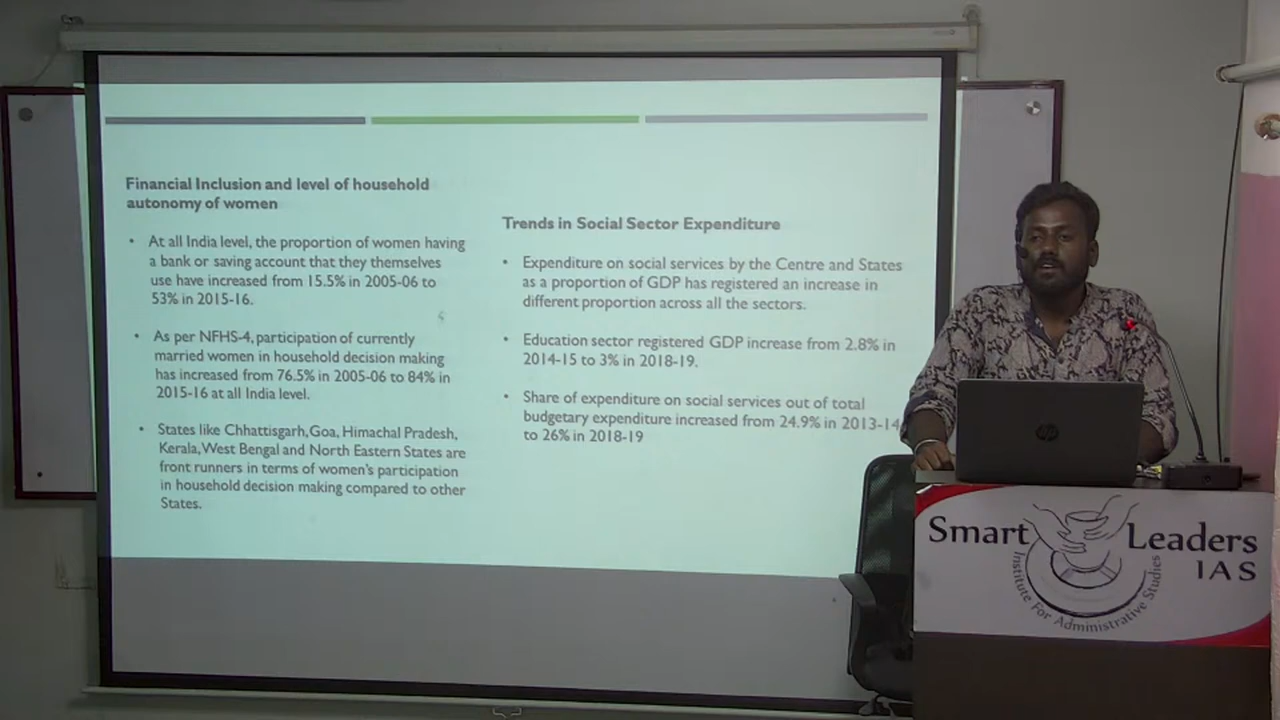 Financial Inclusion and level of household
autonomy of women
• At all India level, the proportion of women having
a bank or saving account that they themselves
use have increased from 15.5% in 2005-06 to
53% in 2015-16.
• As per NFHS-4, participation of currently
married women in household decision making
has increased from 76.5% in 2005-06 to 84% in
2015-16 at all India level.
• States like Chhattisgarh, Goa, Himachal Pradesh,
Kerala, West Bengal and North Eastern States are
front runners in terms of women's participation
in household decision making compared to other
States.
Trends in Social Sector Expenditure
• Expenditure on social services by the Centre and States
as a proportion of GDP has registered an increase in
different proportion across all the sectors.
• Education sector registered GDP increase from 2.8% in
2014-15 to 3% in 2018-19.
• Share of expenditure on social services out of total
budgetary expenditure increased from 24.9% in 2013-14
to 26% in 2018-19
hp
Smart Leaders
IAS
Institute For Administrative Studies